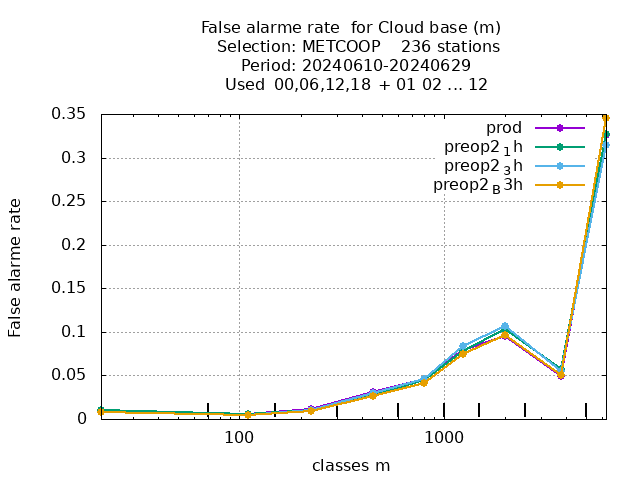 False alarme rate  for Cloud base (m)
Selection: METCOOP    236 stations
Period: 20240610-20240629
Used  00,06,12,18  + 01 02 ... 12
0.35
0.3
0.25
0.2
0.15
0.1
0.05
0
False alarme rate
prod
preop2₁h
preop2₃h
preop2_B3h
100
1000
classes m